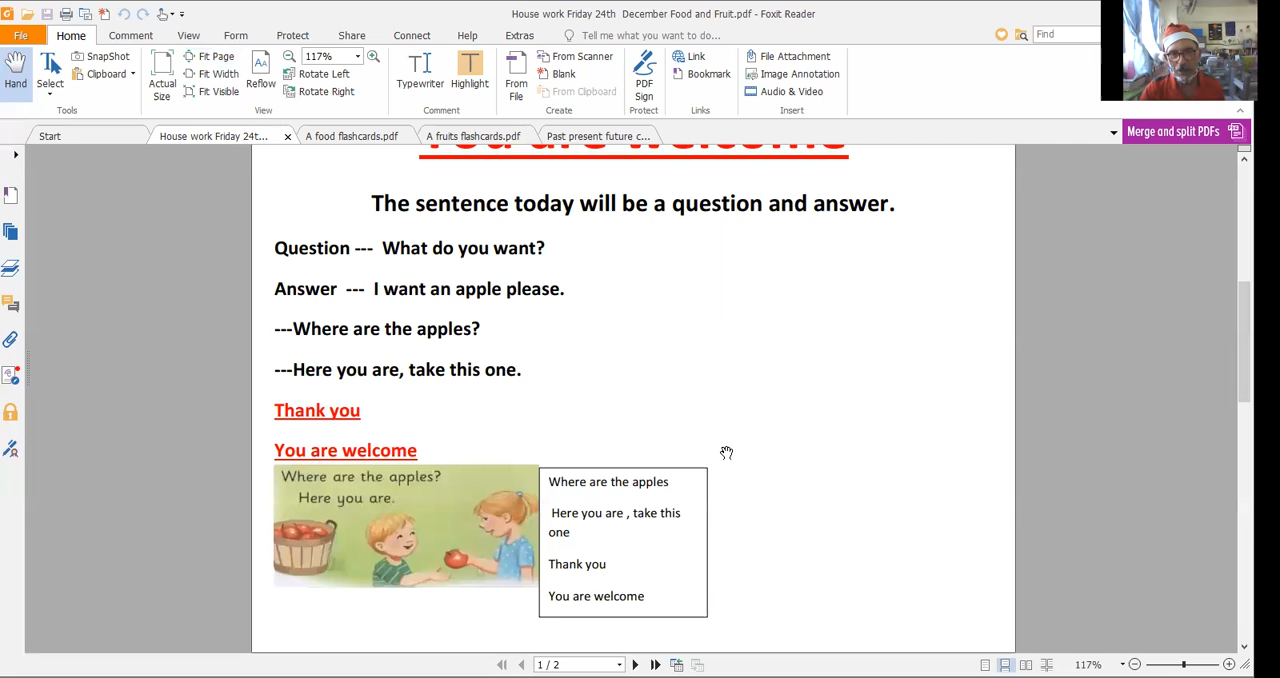 House work Friday 24th December Food and Fruit.pdf - Foxit Reader
File Home Comment View Form Protect Share Connect Help Extras Tell me what you want to do... Find
Hand
Select
SnapShot
Clipboard
Tools
Actual Size
Fit Page
Fit Width
Fit Visible
Reflow
117%
Rotate Left
Rotate Right
View
Typewriter
Highlight
Comment
From File
From Scanner
Blank
From Clipboard
Create
PDF Sign
Protect
Link
Bookmark
Links
File Attachment
Image Annotation
Audio & Video
Insert
Start House work Friday 24t... A food flashcards.pdf A fruits flashcards.pdf Past present future c... Merge and split PDFs
You are welcome
The sentence today will be a question and answer.
Question --- What do you want?
Answer --- I want an apple please.
---Where are the apples?
---Here you are, take this one.
Thank you
You are welcome
Where are the apples?
Here you are.
Where are the apples
Here you are , take this
one
Thank you
You are welcome
1 / 2 117%